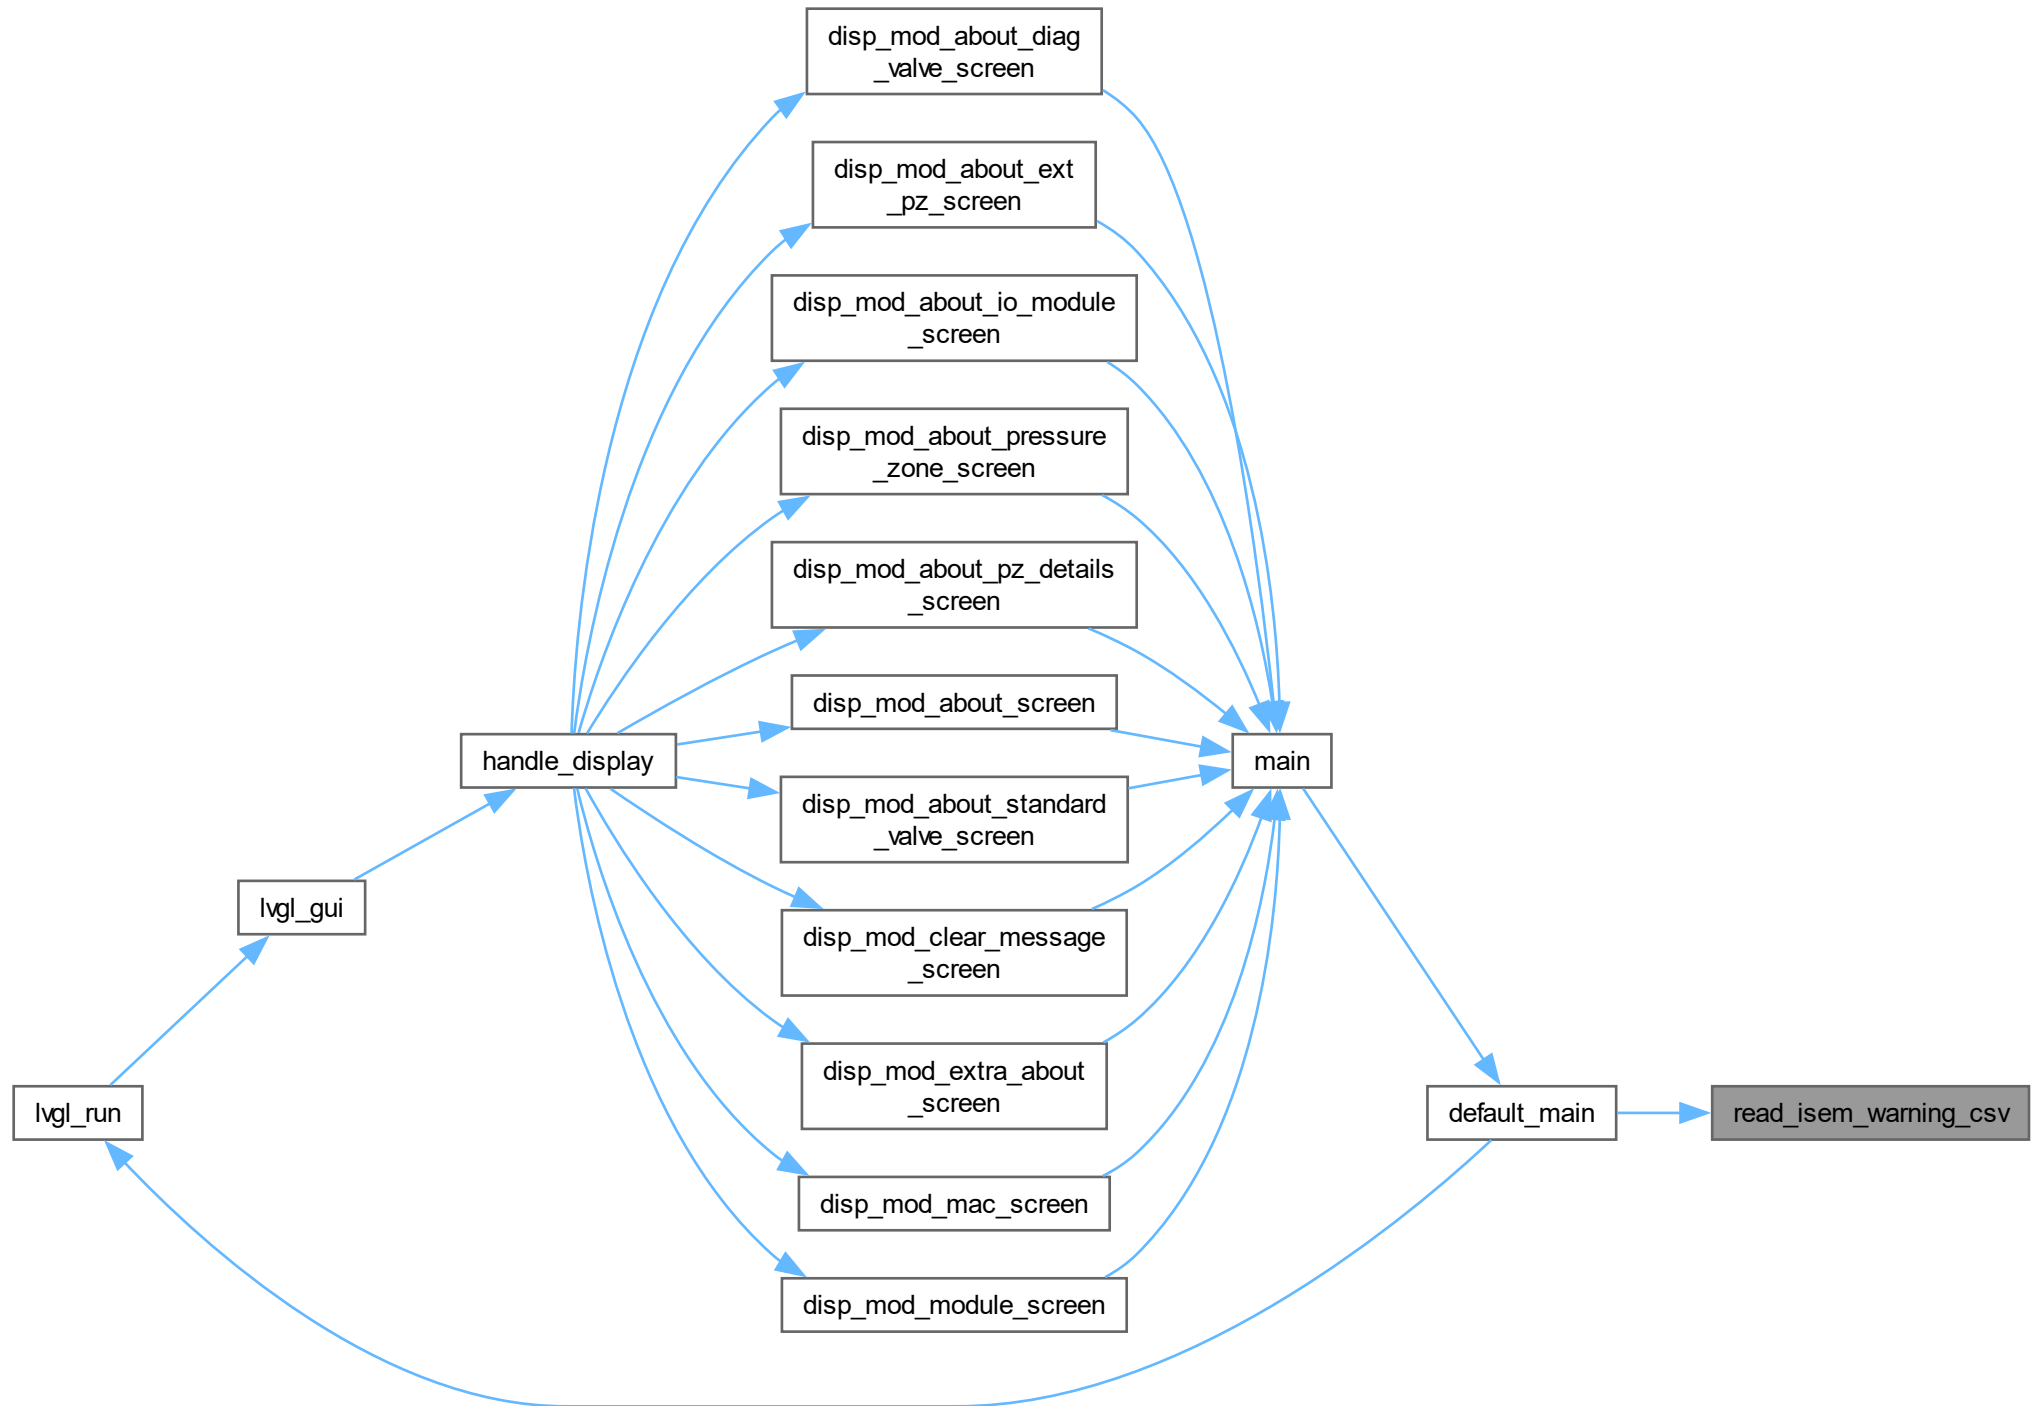 disp_mod_about_diag
_valve_screen
disp_mod_about_ext
_pz_screen
disp_mod_about_io_module
_screen
disp_mod_about_pressure
_zone_screen
disp_mod_about_pz_details
_screen
disp_mod_about_screen
handle_display
main
disp_mod_about_standard
_valve_screen
lvgl_gui
disp_mod_clear_message
_screen
disp_mod_extra_about
_screen
lvgl_run
default_main
read_isem_warning_csv
disp_mod_mac_screen
disp_mod_module_screen